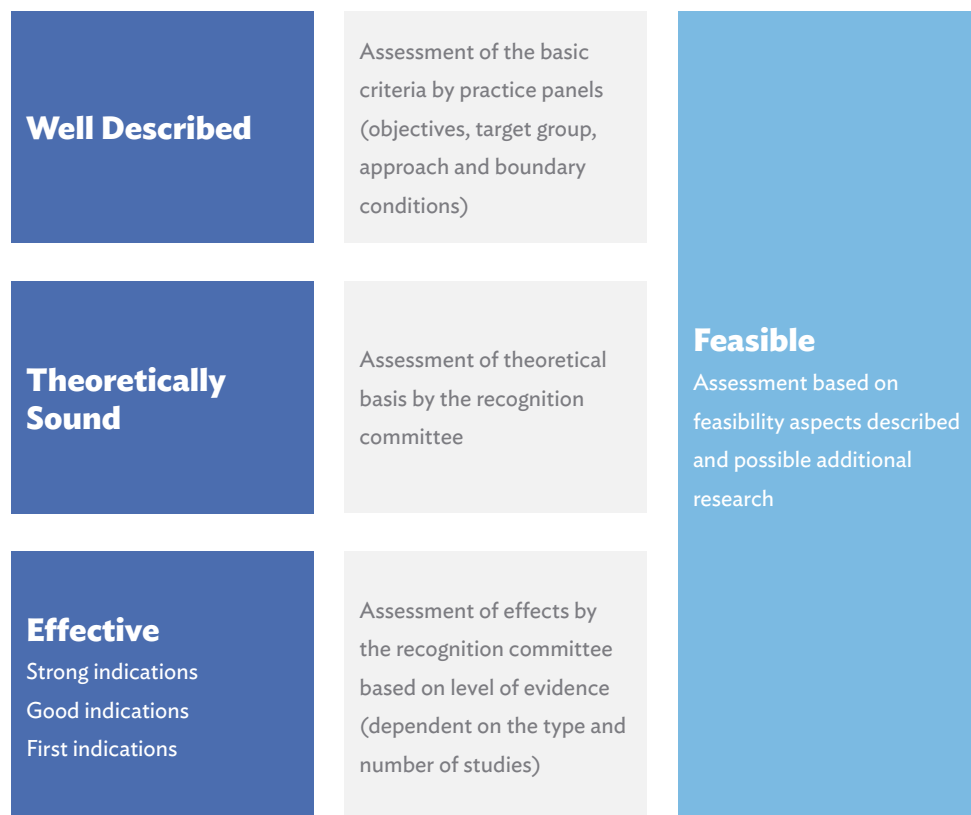 Well Described
Assessment of the basic
criteria by practice panels
(objectives, target group,
approach and boundary
conditions)
Theoretically
Sound
Assessment of theoretical
basis by the recognition
committee
Effective
Strong indications
Good indications
First indications
Assessment of effects by
the recognition committee
based on level of evidence
(dependent on the type and
number of studies)
Feasible
Assessment based on
feasibility aspects described
and possible additional
research